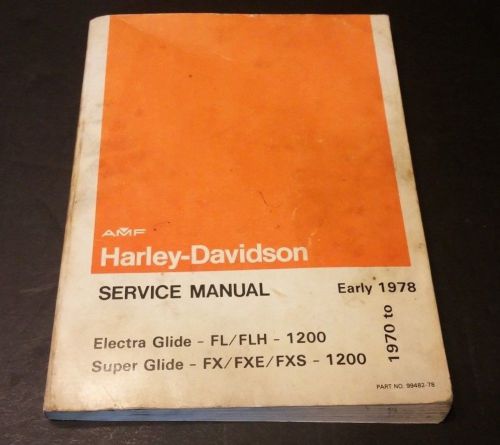 AMF
Harley-Davidson
SERVICE MANUAL
1970 to
Early 1978
Electra Glide - FL/FLH - 1200
Super Glide - FX/FXE/FXS - 1200
PART NO. 99482-78